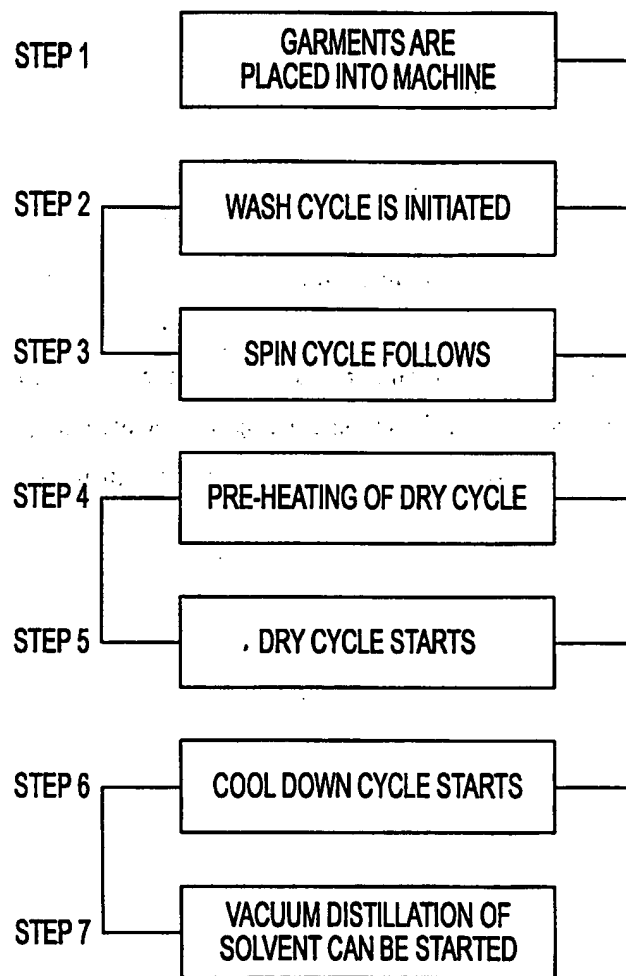 STEP 1
GARMENTS ARE
PLACED INTO MACHINE
STEP 2
WASH CYCLE IS INITIATED
STEP 3
SPIN CYCLE FOLLOWS
STEP 4
PRE-HEATING OF DRY CYCLE
STEP 5
DRY CYCLE STARTS
STEP 6
COOL DOWN CYCLE STARTS
STEP 7
VACUUM DISTILLATION OF
SOLVENT CAN BE STARTED